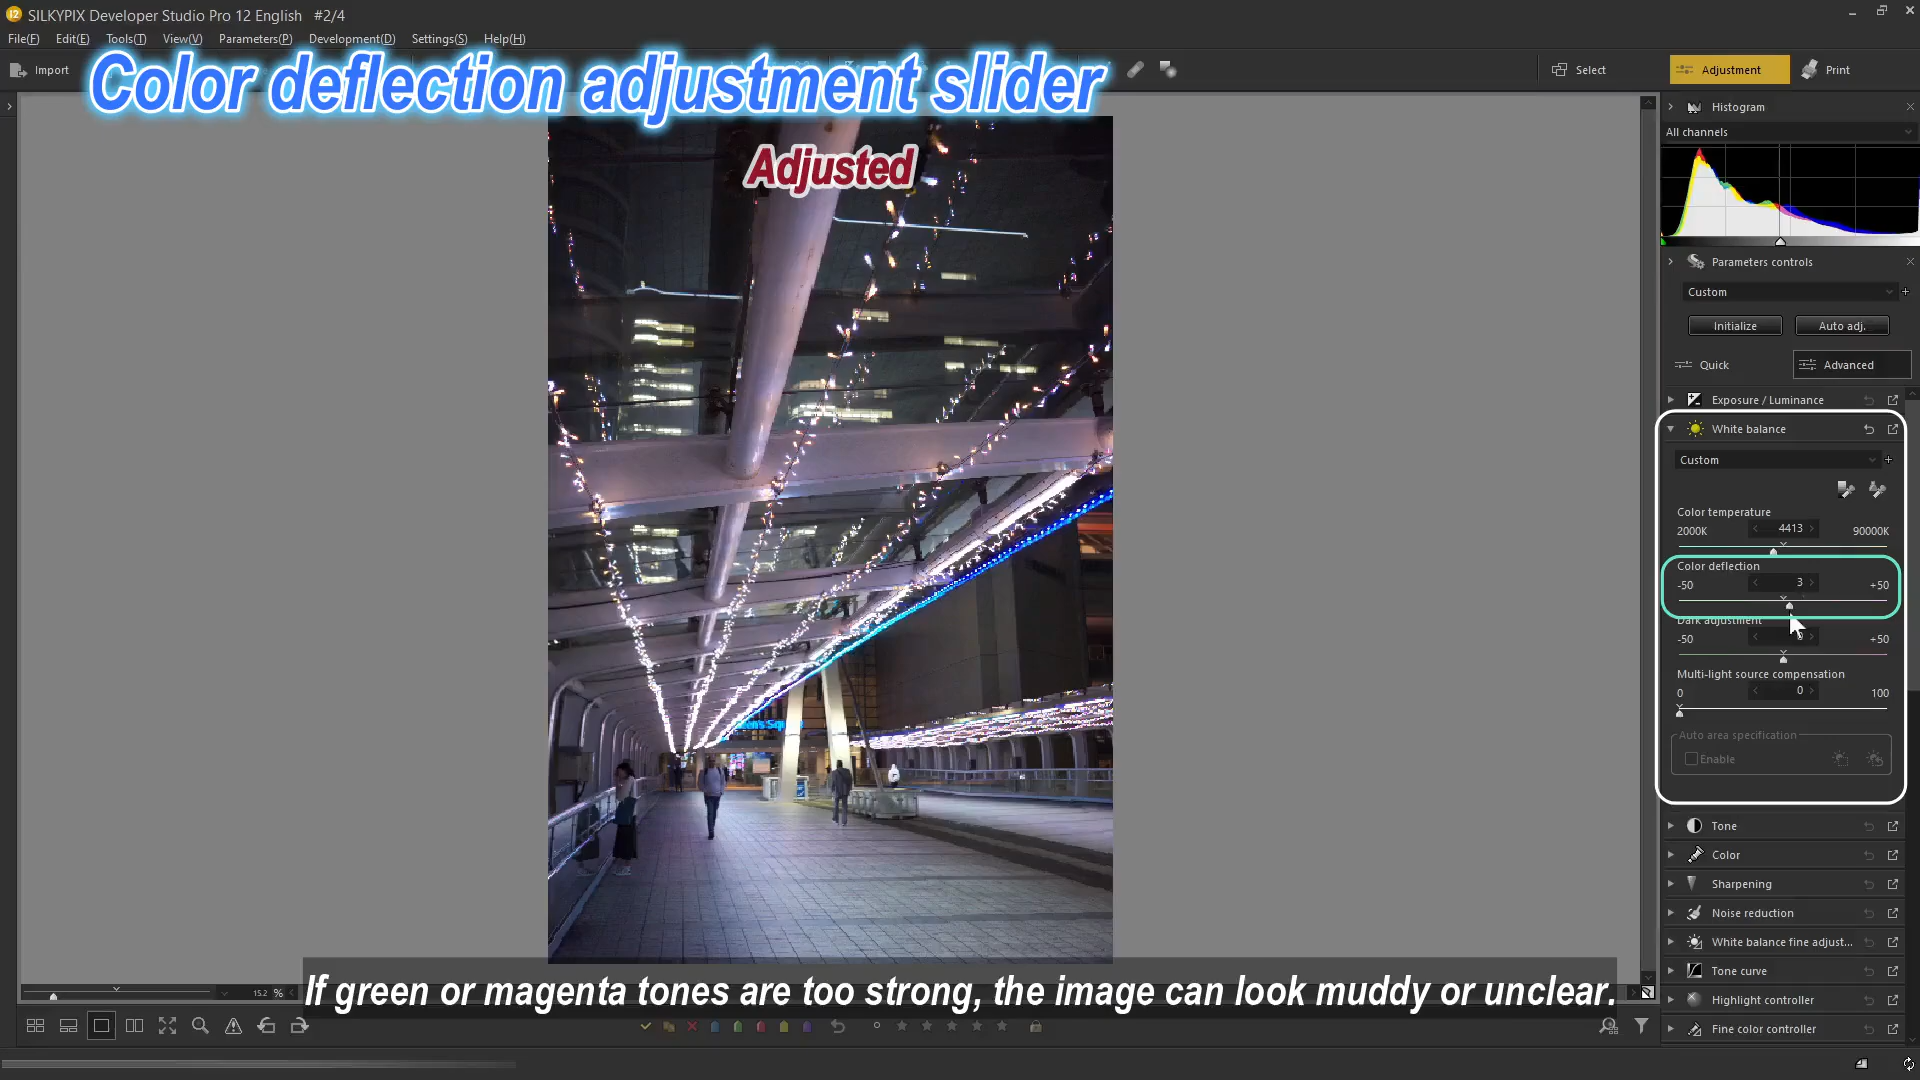 SILKYPIX Developer Studio Pro 12 English #2/4
File(F) Edit(E) Tools(T) View(V) Parameters(P) Development(D) Settings(S) Help(H)
Import
Select
Adjustment
Print
Color deflection adjustment slider
Adjusted
Histogram
All channels
Parameters controls
Custom
Initialize Auto adj.
Quick Advanced
Exposure / Luminance
White balance
Custom
Color temperature
2000K 4413 90000K
Color deflection
-50 3 +50
Dark adjustment
-50 +50
Multi-light source compensation
0 0 100
Auto area specification
Enable
Tone
Color
Sharpening
Noise reduction
White balance fine adjust...
Tone curve
Highlight controller
Fine color controller
15.2 %
If green or magenta tones are too strong, the image can look muddy or unclear.